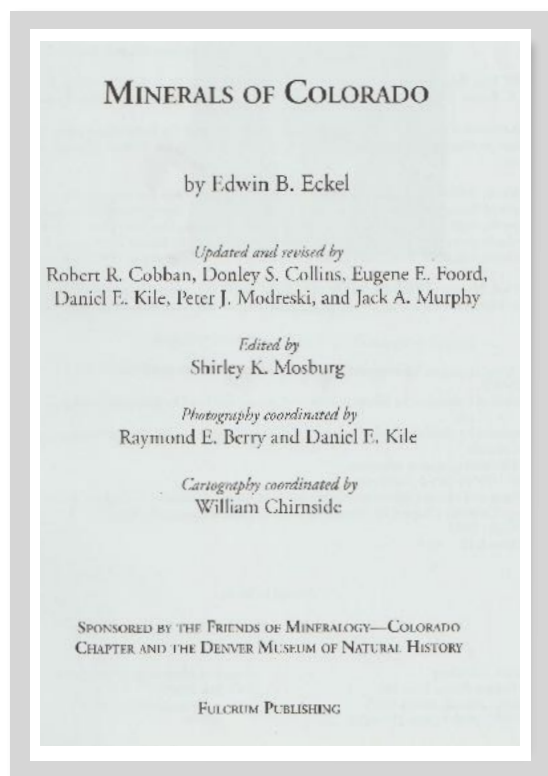 MINERALS OF COLORADO
by Edwin B. Eckel
Updated and revised by
Robert R. Cobban, Donley S. Collins, Eugene E. Foord,
Daniel E. Kile, Peter J. Modreski, and Jack A. Murphy
Edited by
Shirley K. Mosburg
Photography coordinated by
Raymond E. Berry and Daniel E. Kile
Cartography coordinated by
William Chirnside
SPONSORED BY THE FRIENDS OF MINERALOGY—COLORADO
CHAPTER AND THE DENVER MUSEUM OF NATURAL HISTORY
FULCRUM PUBLISHING